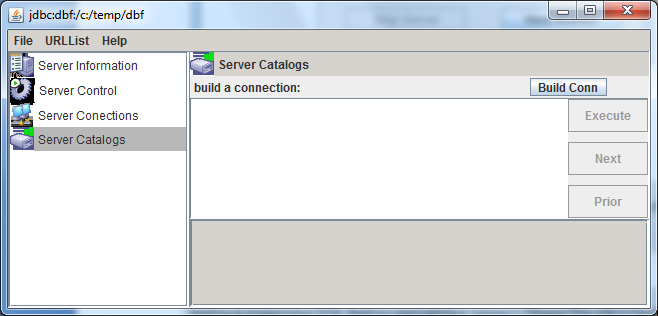 jdbc:dbf:/c:/temp/dbf
File URLList Help
Server Information
Server Control
Server Conections
Server Catalogs
Server Catalogs
build a connection: Build Conn
Execute
Next
Prior